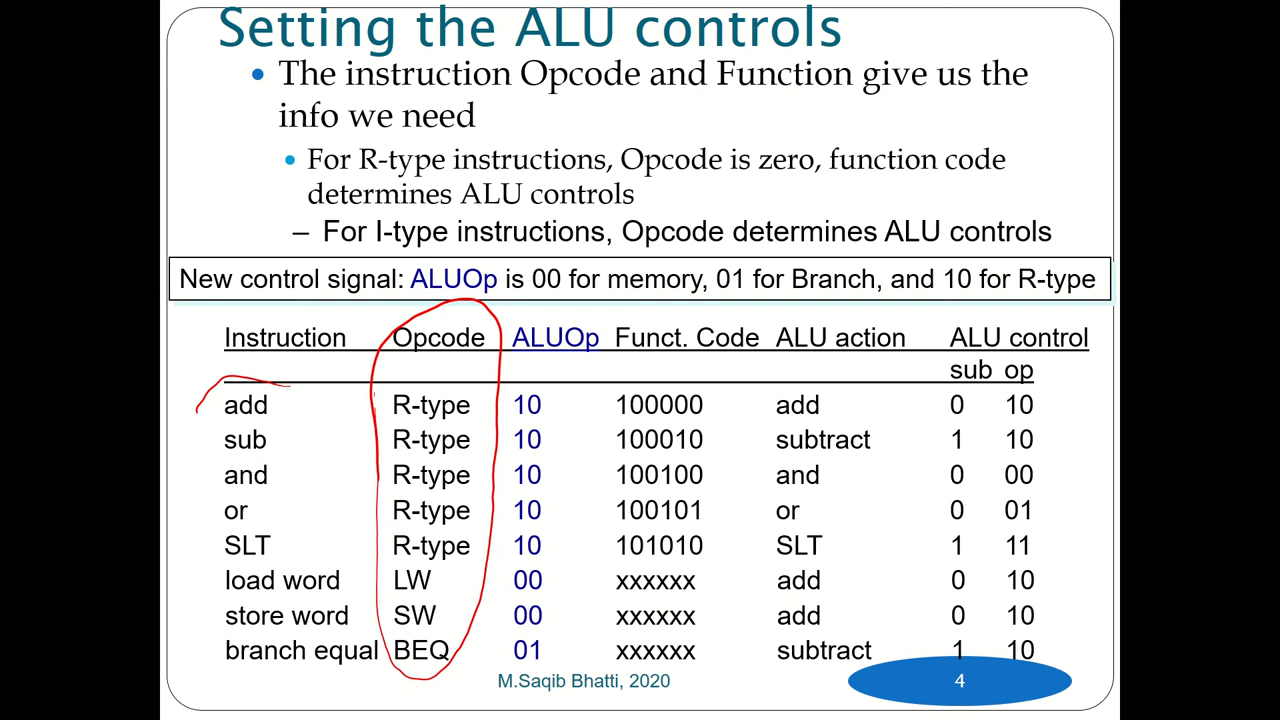 Setting the ALU controls
• The instruction Opcode and Function give us the
info we need
• For R-type instructions, Opcode is zero, function code
determines ALU controls
– For I-type instructions, Opcode determines ALU controls
New control signal: ALUOp is 00 for memory, 01 for Branch, and 10 for R-type
Instruction Opcode ALUOp Funct. Code ALU action ALU control
sub op
add R-type 10 100000 add 0 10
sub R-type 10 100010 subtract 1 10
and R-type 10 100100 and 0 00
or R-type 10 100101 or 0 01
SLT R-type 10 101010 SLT 1 11
load word LW 00 xxxxxx add 0 10
store word SW 00 xxxxxx add 0 10
branch equal BEQ 01 xxxxxx subtract 1 10
M.Saqib Bhatti, 2020 4